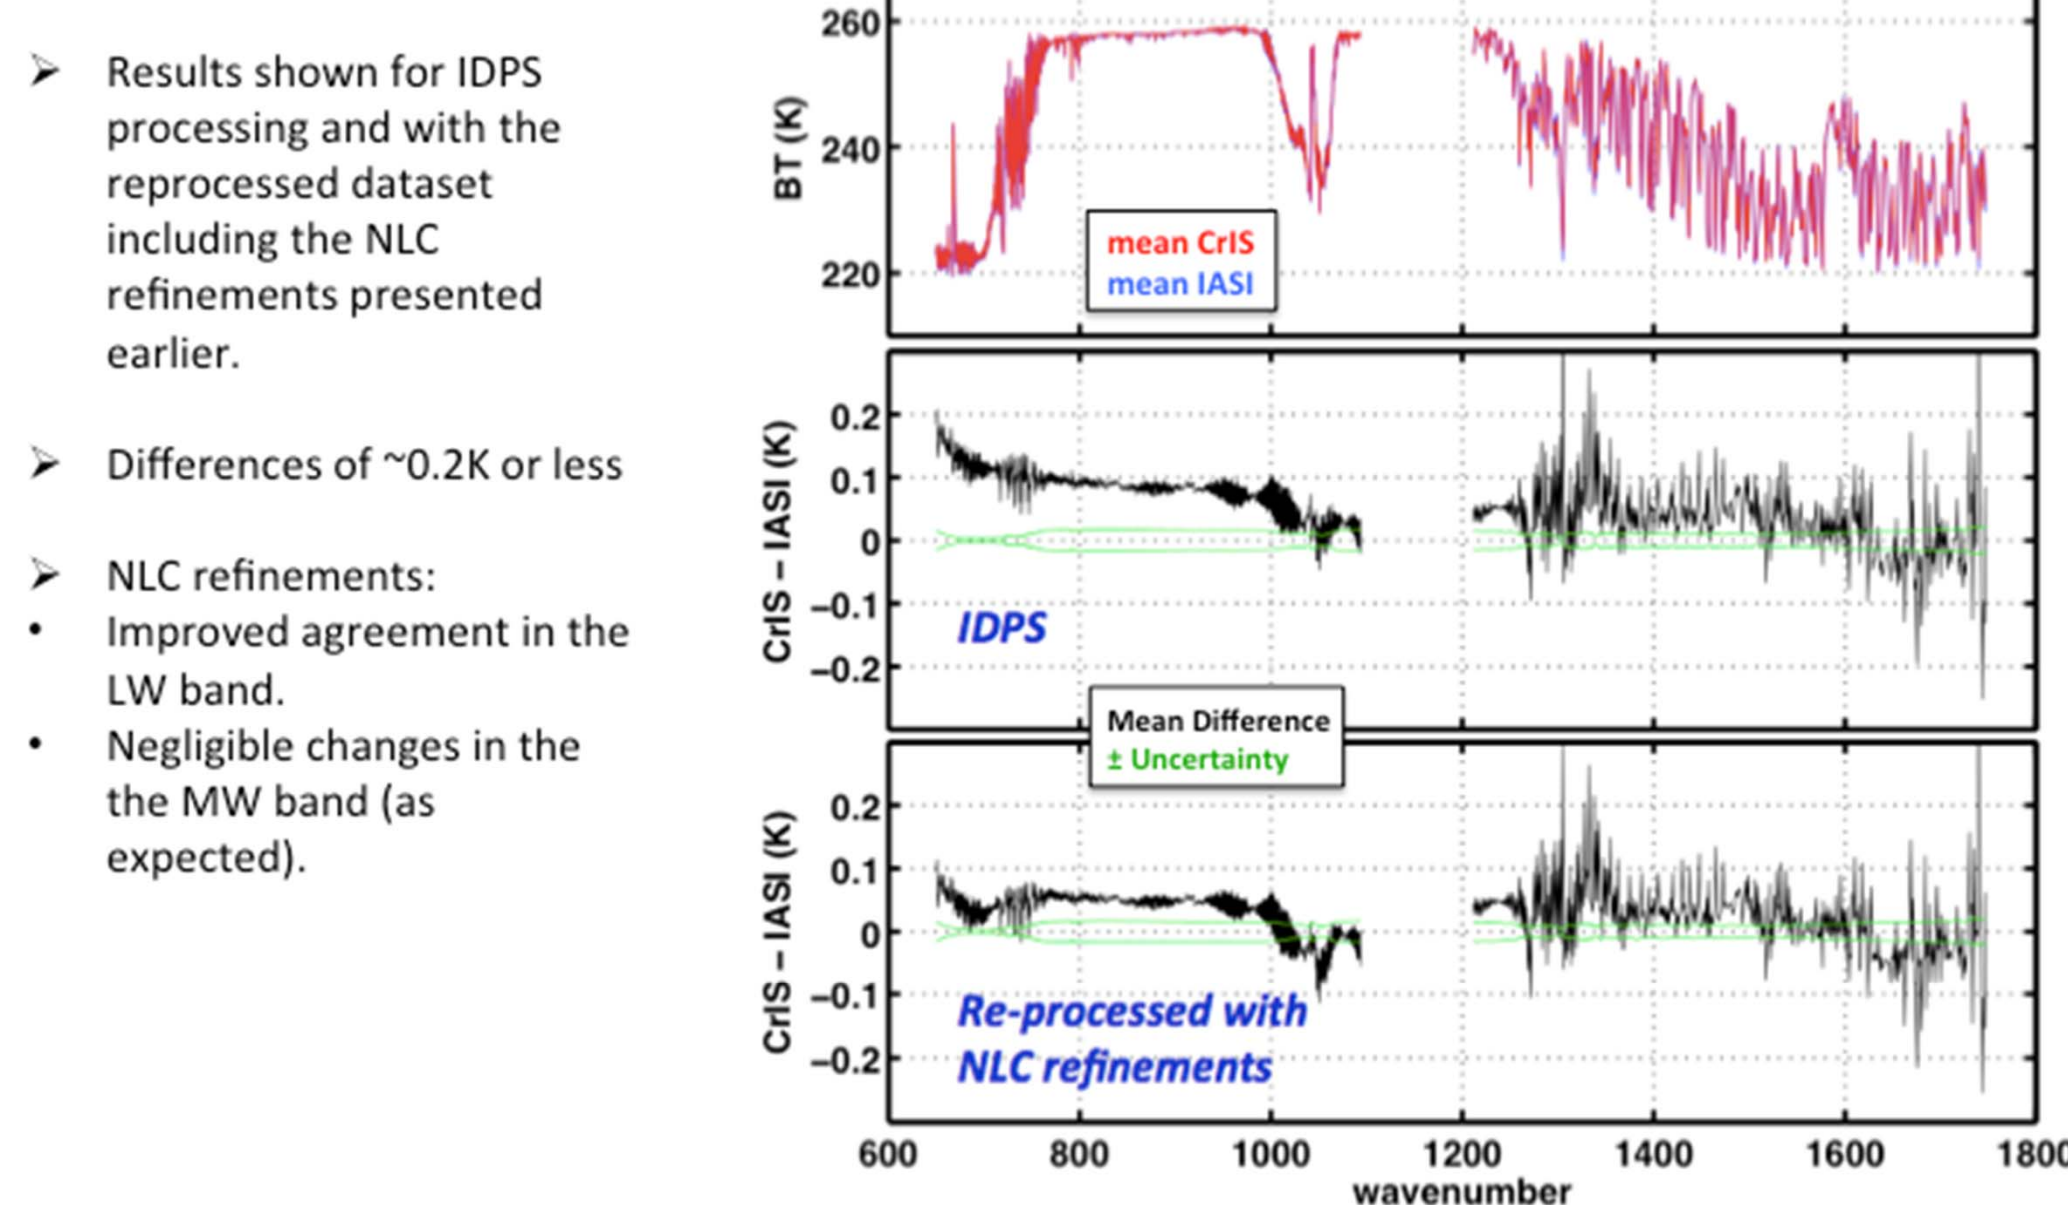 ➢ Results shown for IDPS
processing and with the
reprocessed dataset
including the NLC
refinements presented
earlier.
➢ Differences of ~0.2K or less
➢ NLC refinements:
• Improved agreement in the
LW band.
• Negligible changes in the
the MW band (as
expected).
260
240
220
BT (K)
mean CrIS
mean IASI
0.2
0.1
0
−0.1
−0.2
CrIS − IASI (K)
IDPS
Mean Difference
± Uncertainty
0.2
0.1
0
−0.1
−0.2
CrIS − IASI (K)
Re-processed with
NLC refinements
600 800 1000 1200 1400 1600 1800
wavenumber